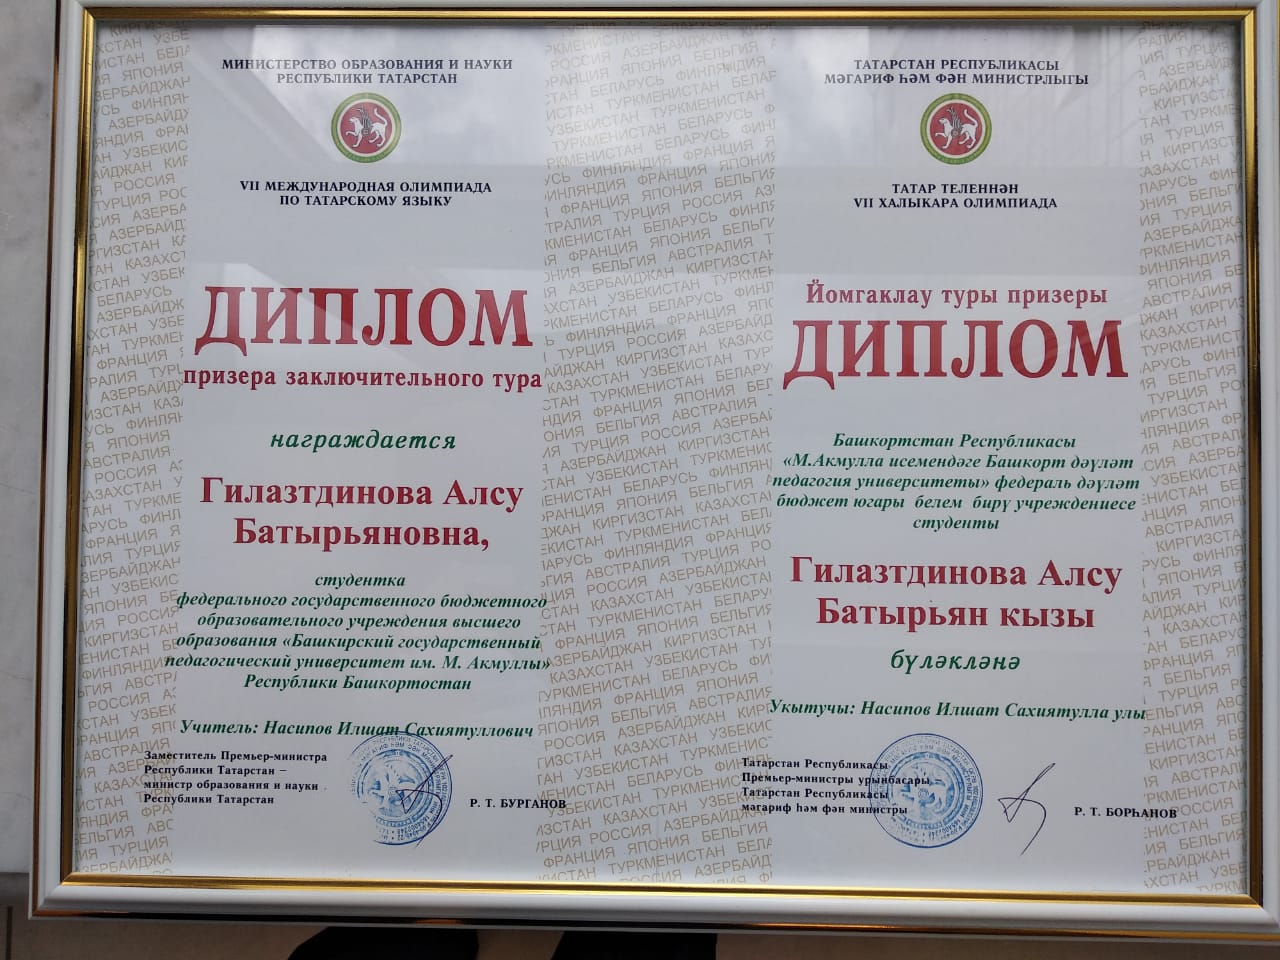 МИНИСТЕРСТВО ОБРАЗОВАНИЯ И НАУКИ
РЕСПУБЛИКИ ТАТАРСТАН
VII МЕЖДУНАРОДНАЯ ОЛИМПИАДА
ПО ТАТАРСКОМУ ЯЗЫКУ
ДИПЛОМ
призера заключительного тура
награждается
Гилазтдинова Алсу
Батырьяновна,
студентка
федерального государственного бюджетного
образовательного учреждения высшего
образования «Башкирский государственный
педагогический университет им. М. Акмуллы»
Республики Башкортостан
Учитель: Насипов Илшат Сахиятуллович
Заместитель Премьер-министра
Республики Татарстан –
министр образования и науки
Республики Татарстан
Р. Т. БУРГАНОВ
ТАТАРСТАН РЕСПУБЛИКАСЫ
МӘГАРИФ ҺӘМ ФӘН МИНИСТРЛЫГЫ
ТАТАР ТЕЛЕННӘН
VII ХАЛЫКАРА ОЛИМПИАДА
Йомгаклау туры призеры
ДИПЛОМ
Башкортстан Республикасы
«М.Акмулла исемендәге Башкорт дәүләт
педагогия университеты» федераль дәүләт
бюджет югары белем бирү учреждениесе
студенты
Гилазтдинова Алсу
Батырьян кызы
бүләкләнә
Укытучы: Насипов Илшат Сахиятулла улы
Татарстан Республикасы
Премьер-министры урынбасары
Татарстан Республикасы
мәгариф һәм фән министры
Р. Т. БОРҺАНОВ